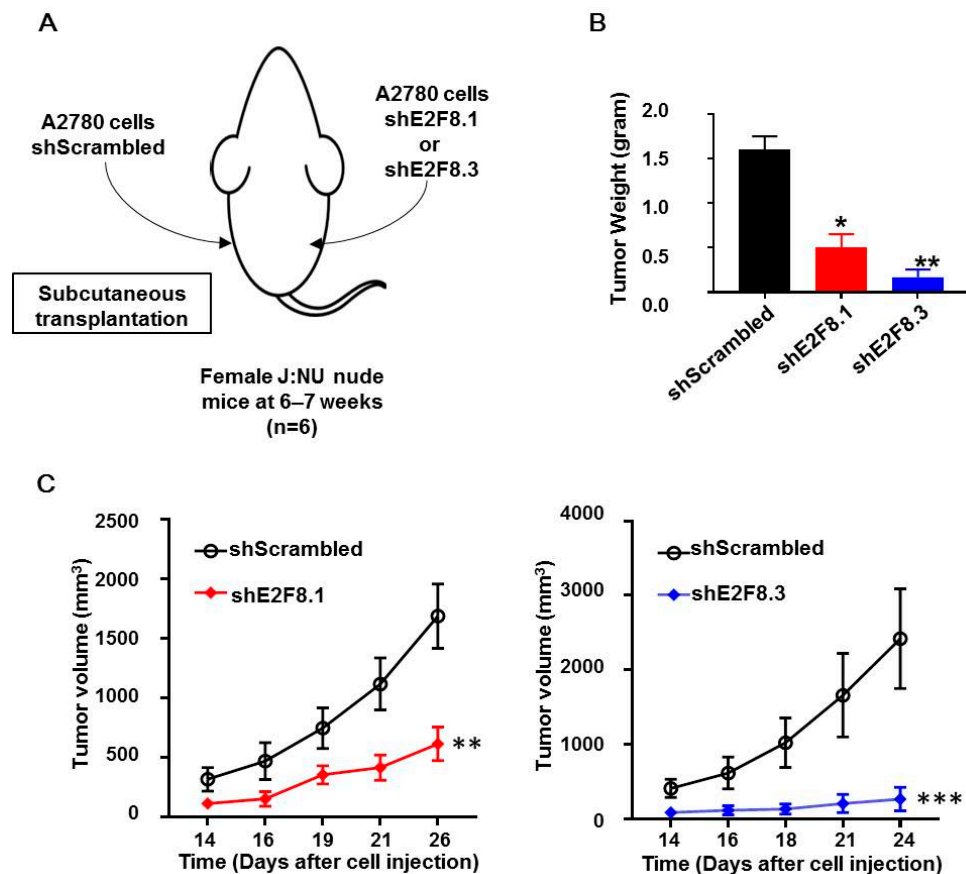 A
A2780 cells
shScrambled
A2780 cells
shE2F8.1
or
shE2F8.3
Subcutaneous
transplantation
Female J:NU nude
mice at 6–7 weeks
(n=6)
B
Tumor Weight (gram)
2.0
1.5
1.0
0.5
0.0
*
**
shScrambled
shE2F8.1
shE2F8.3
C
Tumor volume (mm³)
2500
2000
1500
1000
500
0
shScrambled
shE2F8.1
**
14 16 19 21 26
Time (Days after cell injection)
Tumor volume (mm³)
4000
3000
2000
1000
0
shScrambled
shE2F8.3
***
14 16 18 21 24
Time (Days after cell injection)